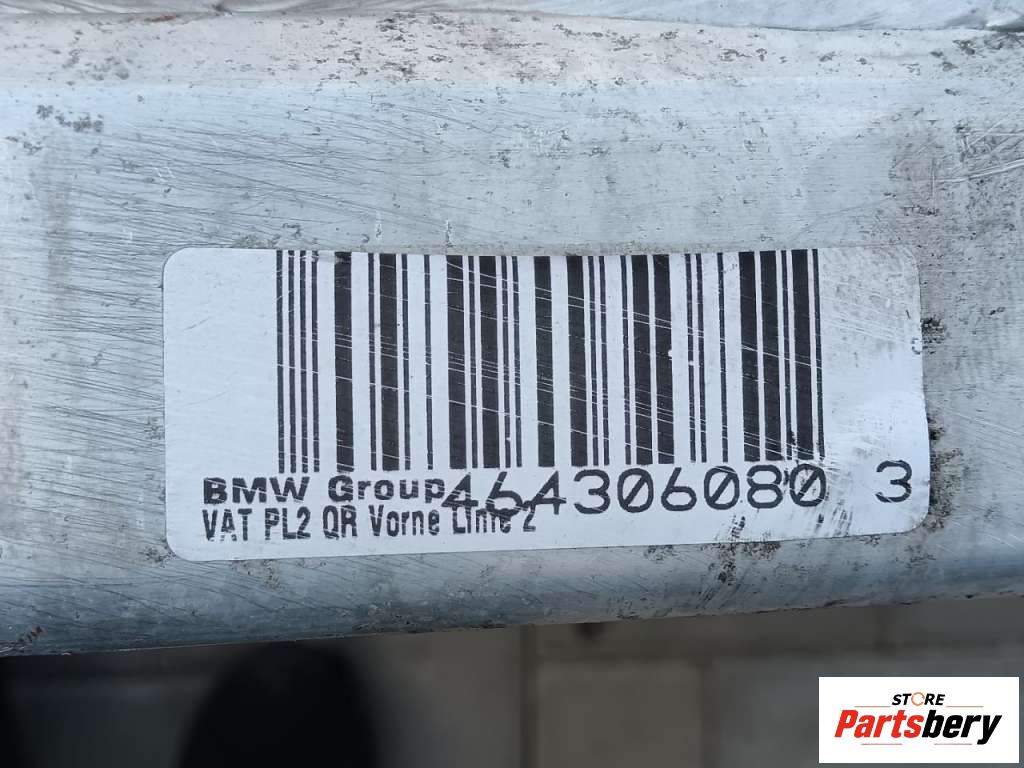 BMW Group 464306080 3
VAT PL2 QR Vorne Linie 2
STORE
Partsbery